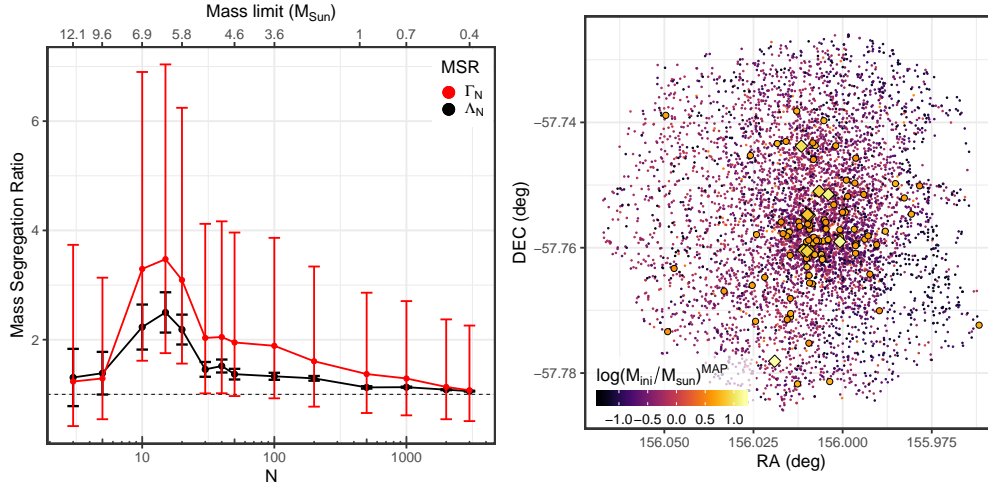 Mass limit (M_Sun)
12.1 9.6 6.9 5.8 4.6 3.6 1 0.7 0.4
MSR
Γ_N
Λ_N
6
4
2
Mass Segregation Ratio
10 100 1000
N
−57.74
−57.76
−57.78
DEC (deg)
log(M_ini/M_sun)^MAP
-1.0 -0.5 0.0 0.5 1.0
156.050 156.025 156.000 155.975
RA (deg)